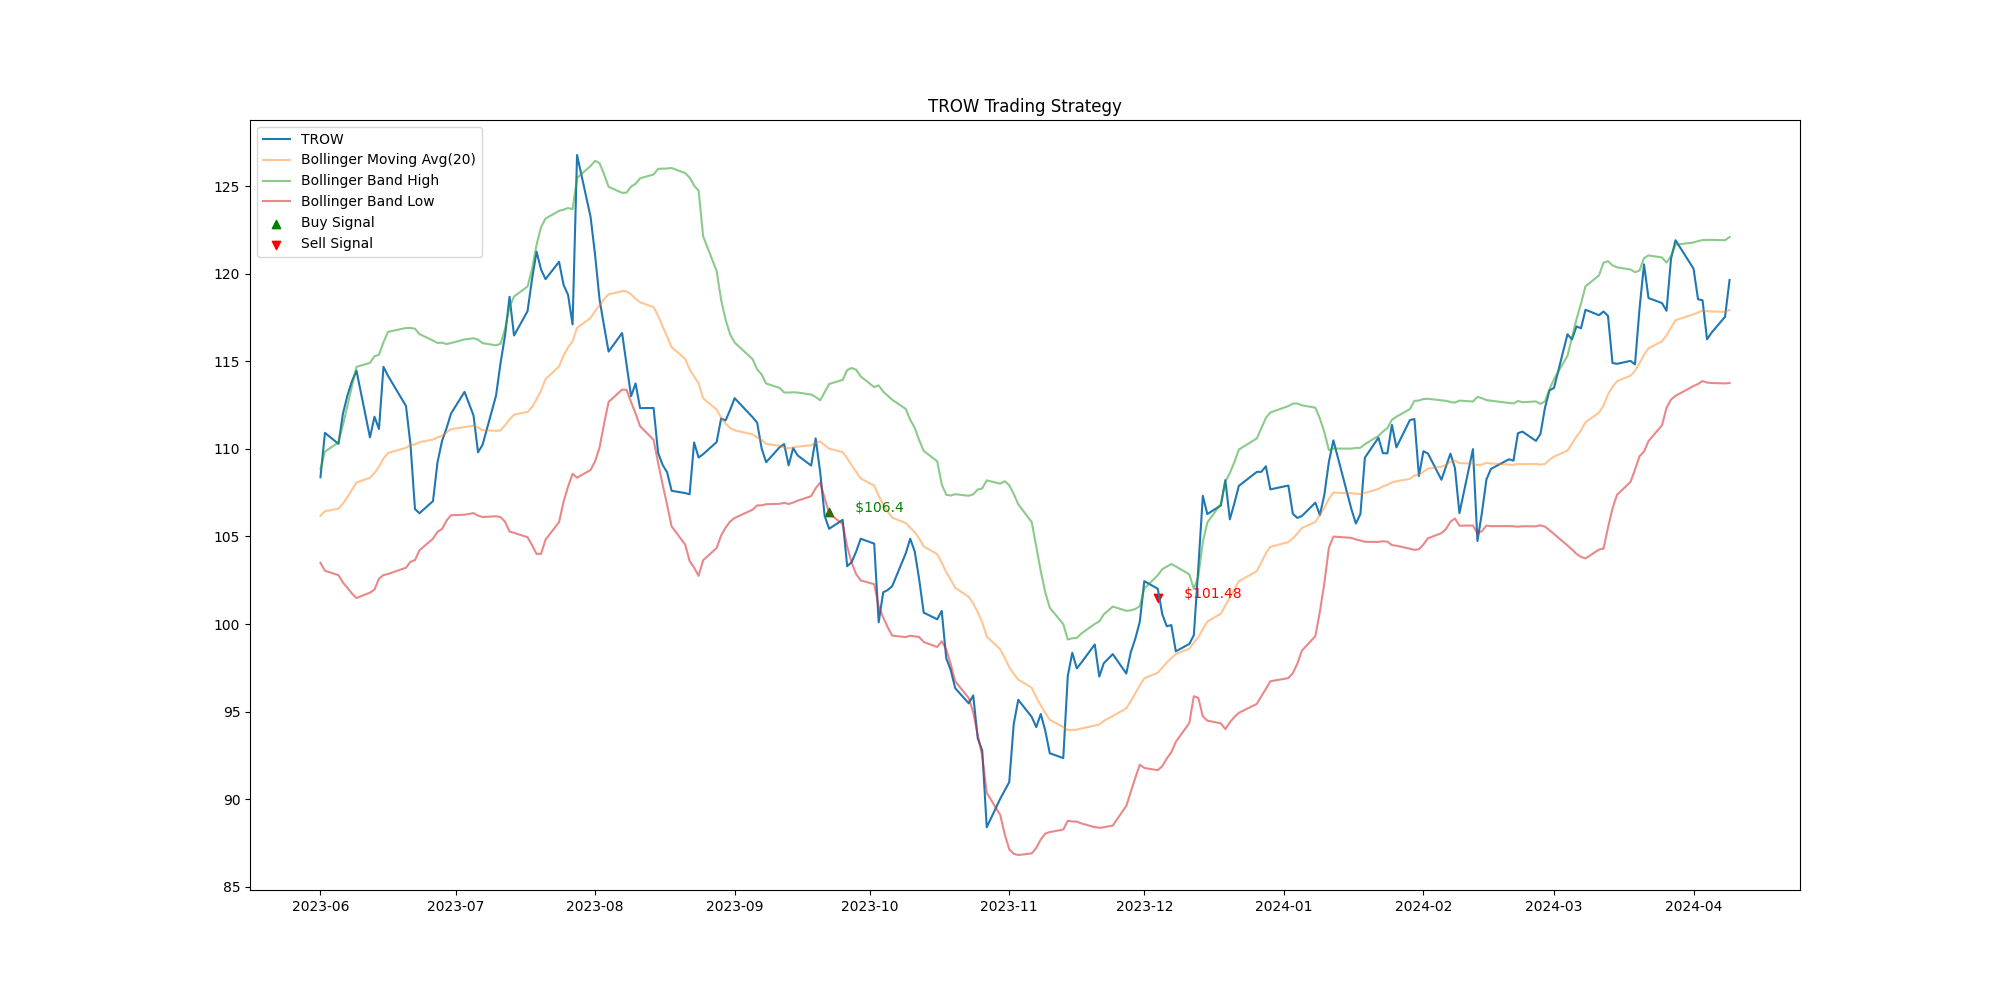 TROW Trading Strategy
TROW
Bollinger Moving Avg(20)
Bollinger Band High
Bollinger Band Low
Buy Signal
Sell Signal
125
120
115
110
105
100
95
90
85
$106.4
$101.48
2023-06 2023-07 2023-08 2023-09 2023-10 2023-11 2023-12 2024-01 2024-02 2024-03 2024-04